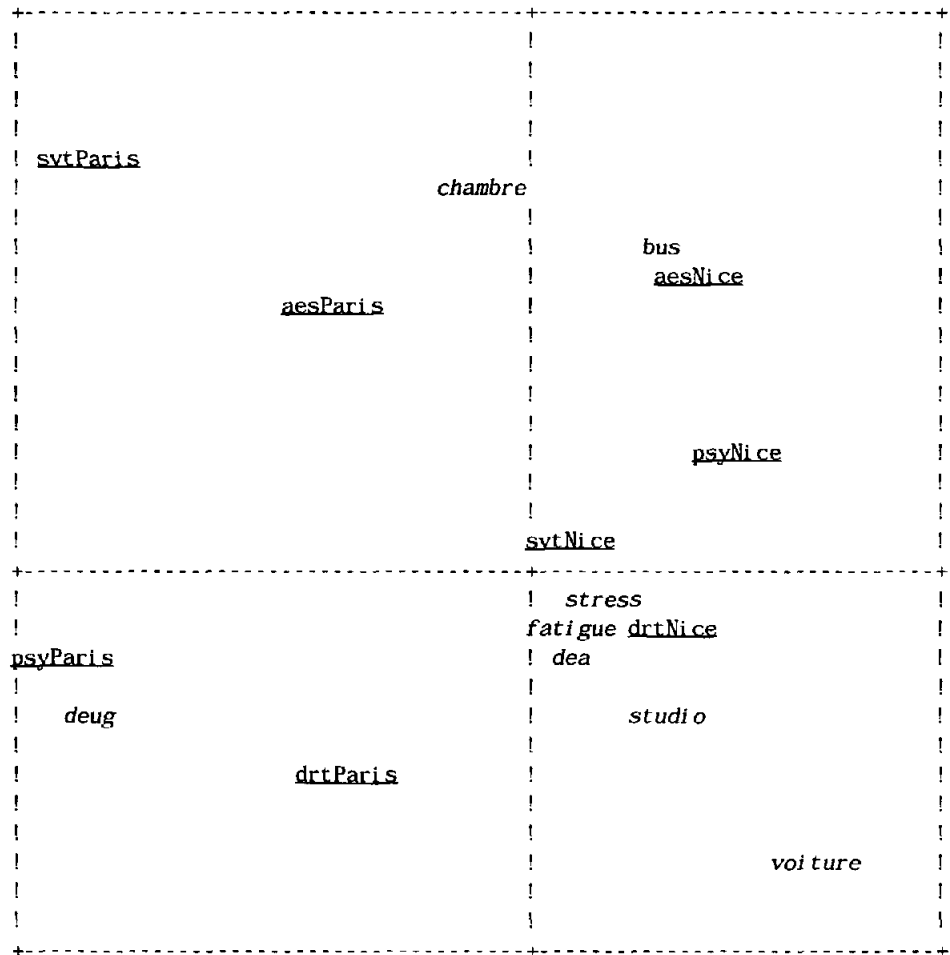 svtParis
chambre
bus
aesNice
aesParis
psyNice
svtNice
stress
fatigue drtNice
psyParis dea
deug studio
drtParis
voiture